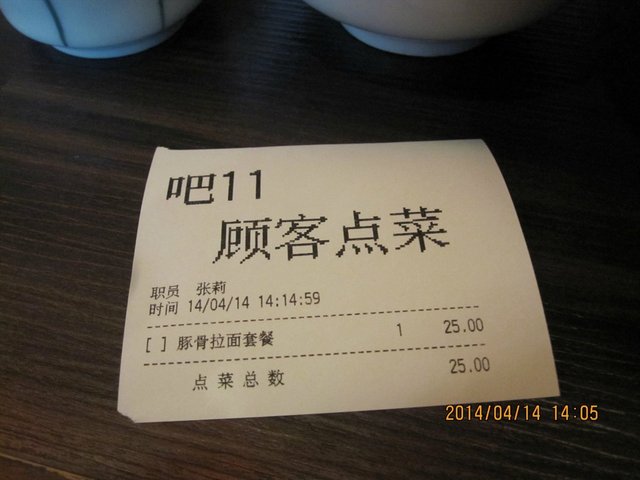 吧11
顾客点菜
职员 张莉
时间 14/04/14 14:14:59
[ ] 豚骨拉面套餐 1 25.00
点菜总数 25.00
2014/04/14 14:05